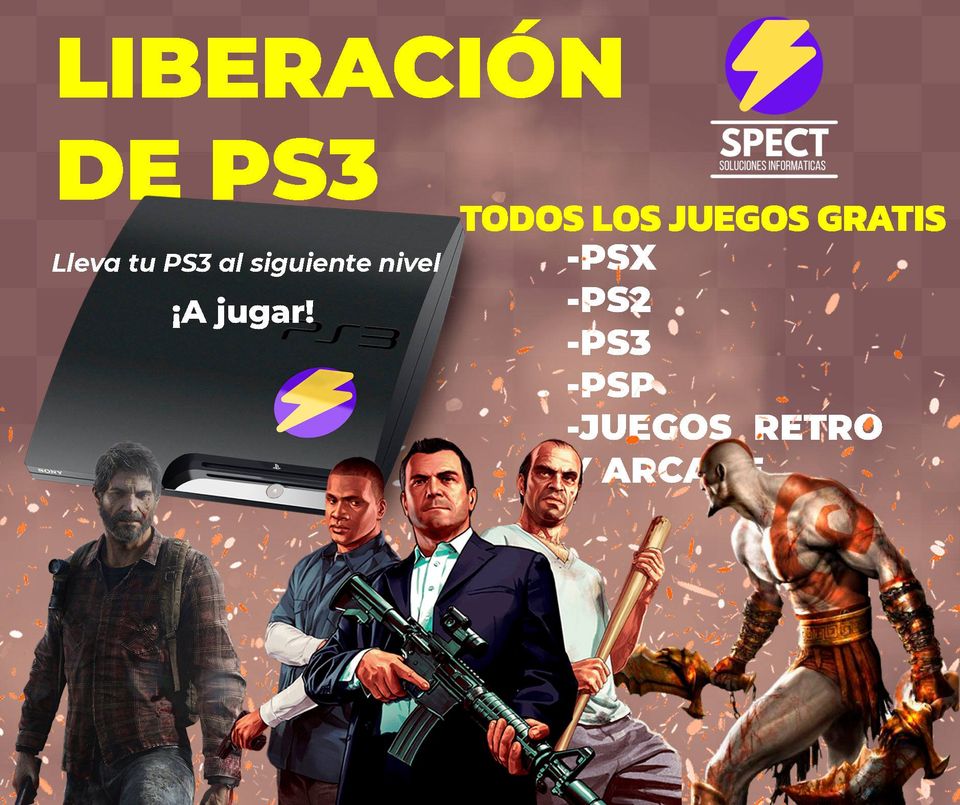 LIBERACIÓN
DE PS3
SPECT
SOLUCIONES INFORMATICAS
TODOS LOS JUEGOS GRATIS
Lleva tu PS3 al siguiente nivel
¡A jugar!
PS3
-PSX
-PS2
-PS3
-PSP
-JUEGOS RETRO
Y ARCADE
SONY